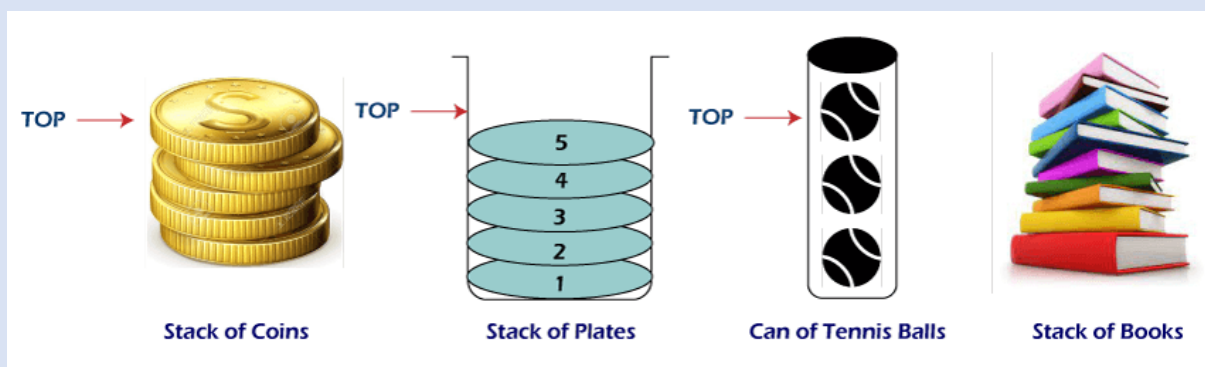 TOP
TOP
TOP
S
5
4
3
2
1
Stack of Coins
Stack of Plates
Can of Tennis Balls
Stack of Books